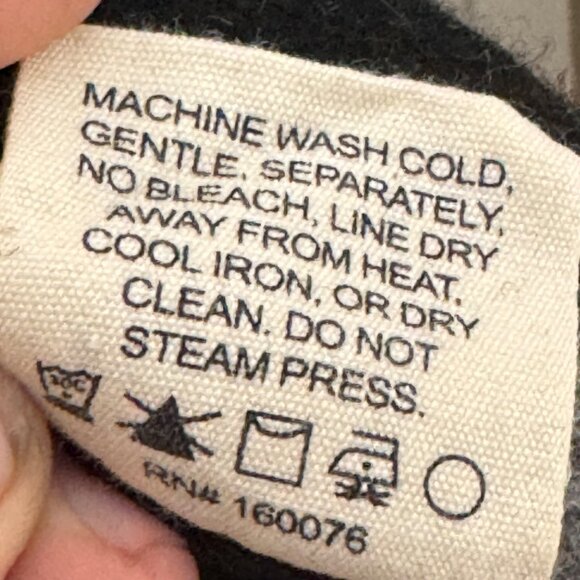 MACHINE WASH COLD,
GENTLE, SEPARATELY,
NO BLEACH, LINE DRY
AWAY FROM HEAT,
COOL IRON, OR DRY
CLEAN. DO NOT
STEAM PRESS.
30C
RN# 160076